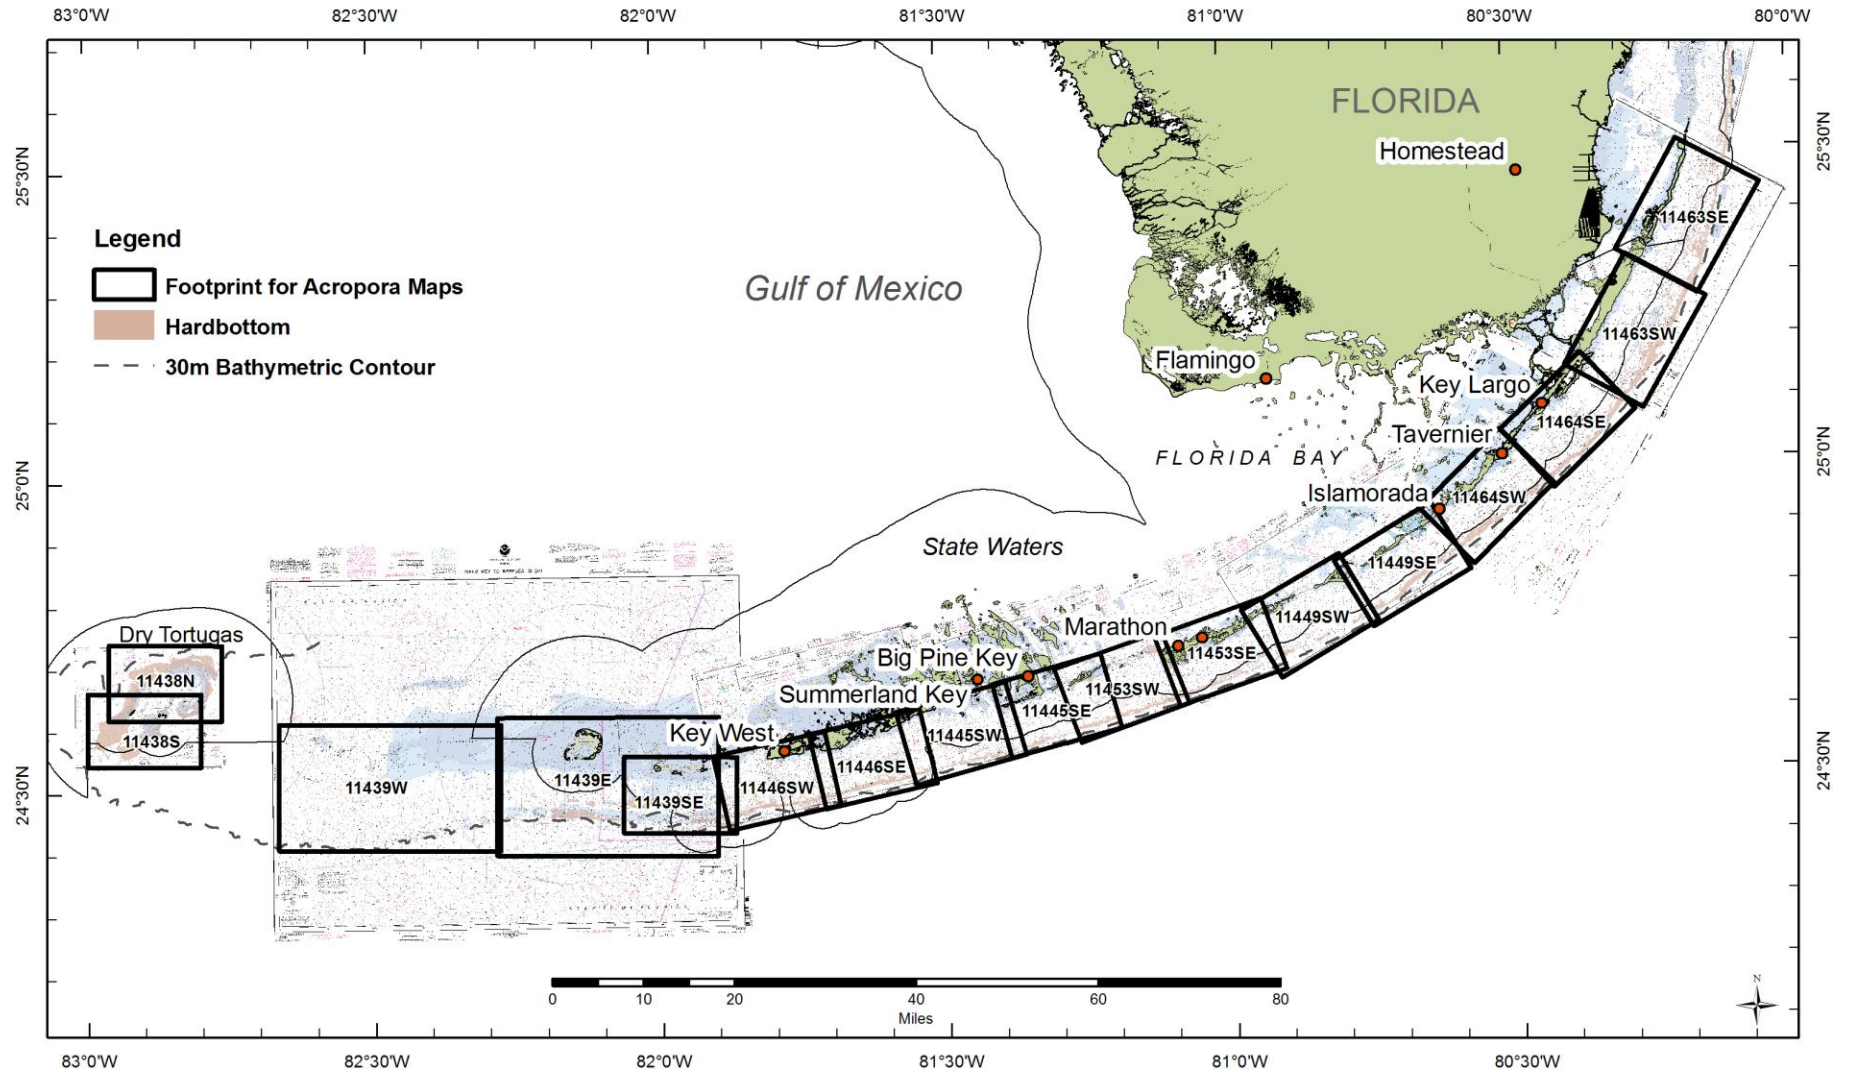 83°0'W 82°30'W 82°0'W 81°30'W 81°0'W 80°30'W 80°0'W
25°30'N
25°0'N
24°30'N
25°30'N
25°0'N
24°30'N
FLORIDA
Homestead
Legend
Footprint for Acropora Maps
Hardbottom
30m Bathymetric Contour
Gulf of Mexico
11463SE
11463SW
Flamingo
Key Largo
11464SE
Tavernier
FLORIDA BAY
Islamorada
11464SW
State Waters
11449SE
11449SW
Dry Tortugas
Marathon
11453SE
Big Pine Key
11438N
11453SW
Summerland Key
11445SE
Key West
11445SW
11438S
11446SE
11439E
11439W
11446SW
11439SE
0 10 20 40 60 80
Miles
N
83°0'W 82°30'W 82°0'W 81°30'W 81°0'W 80°30'W